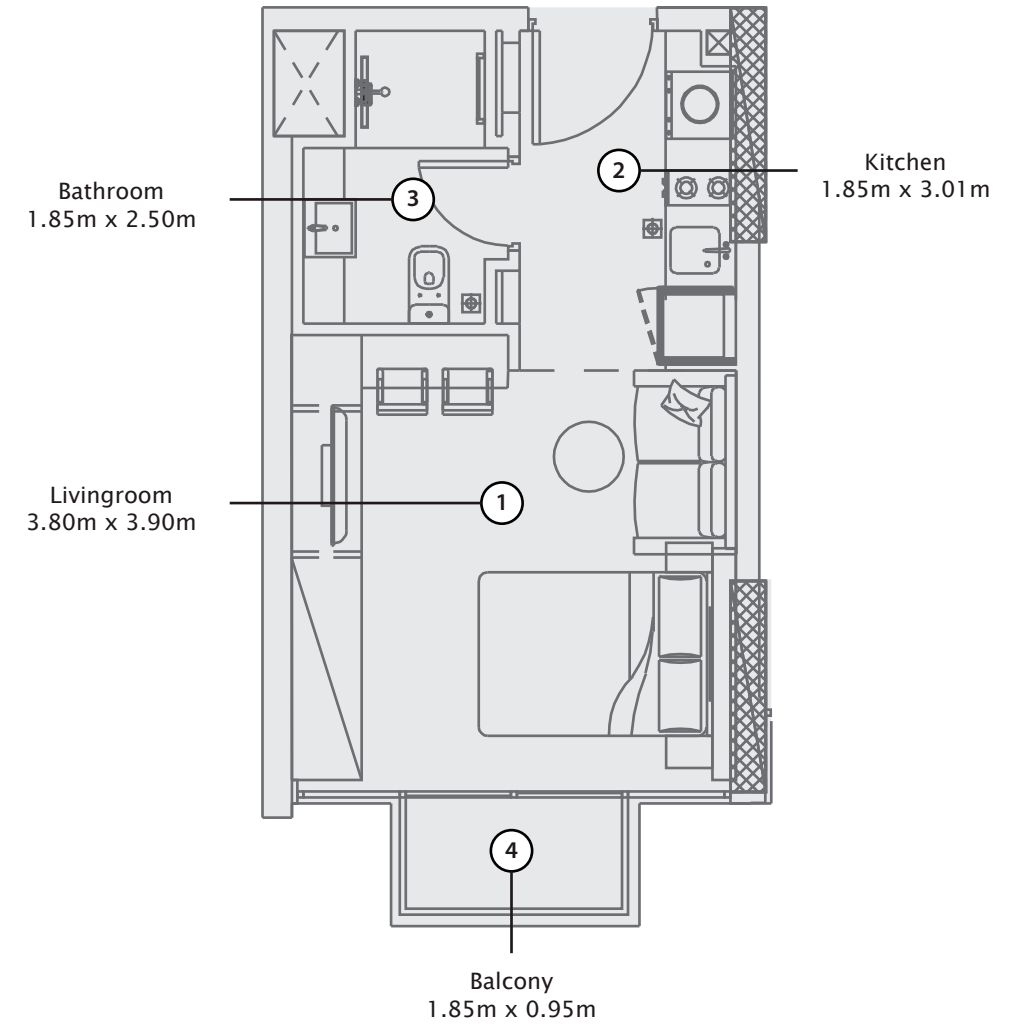 2
Kitchen
1.85m x 3.01m
Bathroom
1.85m x 2.50m
3
Livingroom
3.80m x 3.90m
1
4
Balcony
1.85m x 0.95m